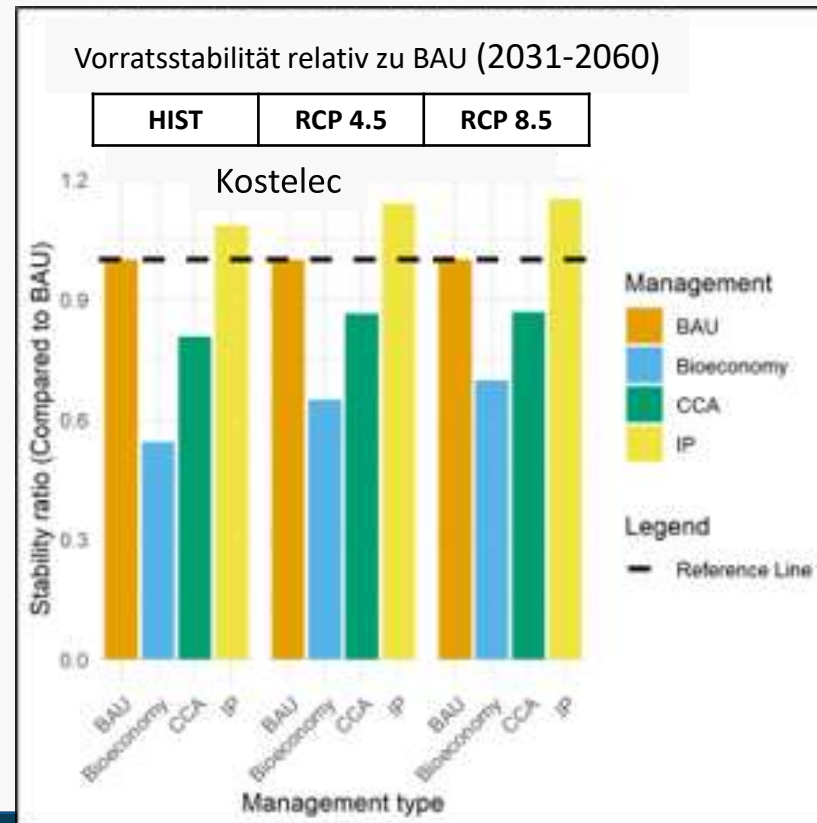 Vorratsstabilität relativ zu BAU (2031-2060)
HIST RCP 4.5 RCP 8.5
Kostelec
Stability ratio (Compared to BAU)
1.2
0.9
0.6
0.3
0.0
BAU Bioeconomy CCA IP BAU Bioeconomy CCA IP BAU Bioeconomy CCA IP
Management type
Management
BAU
Bioeconomy
CCA
IP
Legend
Reference Line